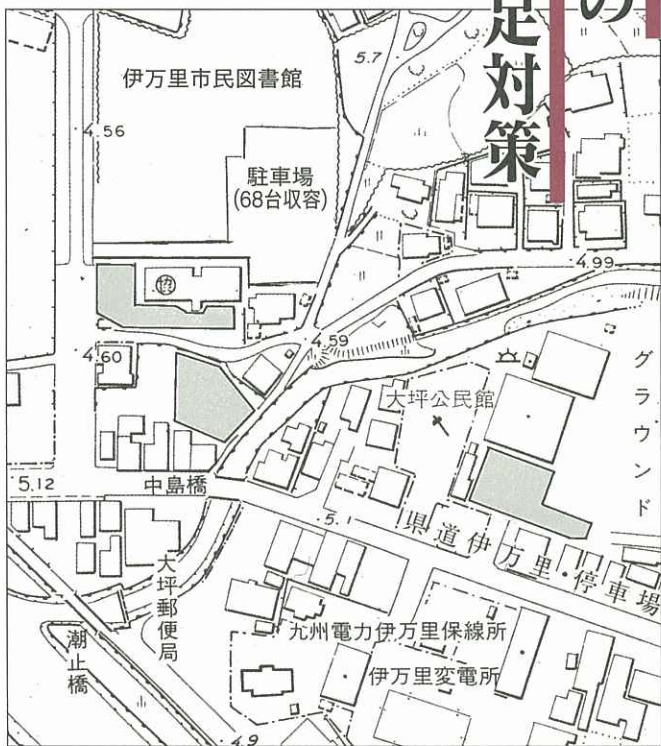 の
足対策
5.7
伊万里市民図書館
4.56
駐車場
(68台収容)
4.99
協
4.59
4.60
大坪公民館
グラウンド
5.12
中島橋
5.1
県道伊万里・停車場
大坪郵便局
九州電力伊万里保線所
潮止橋
伊万里変電所
4.9